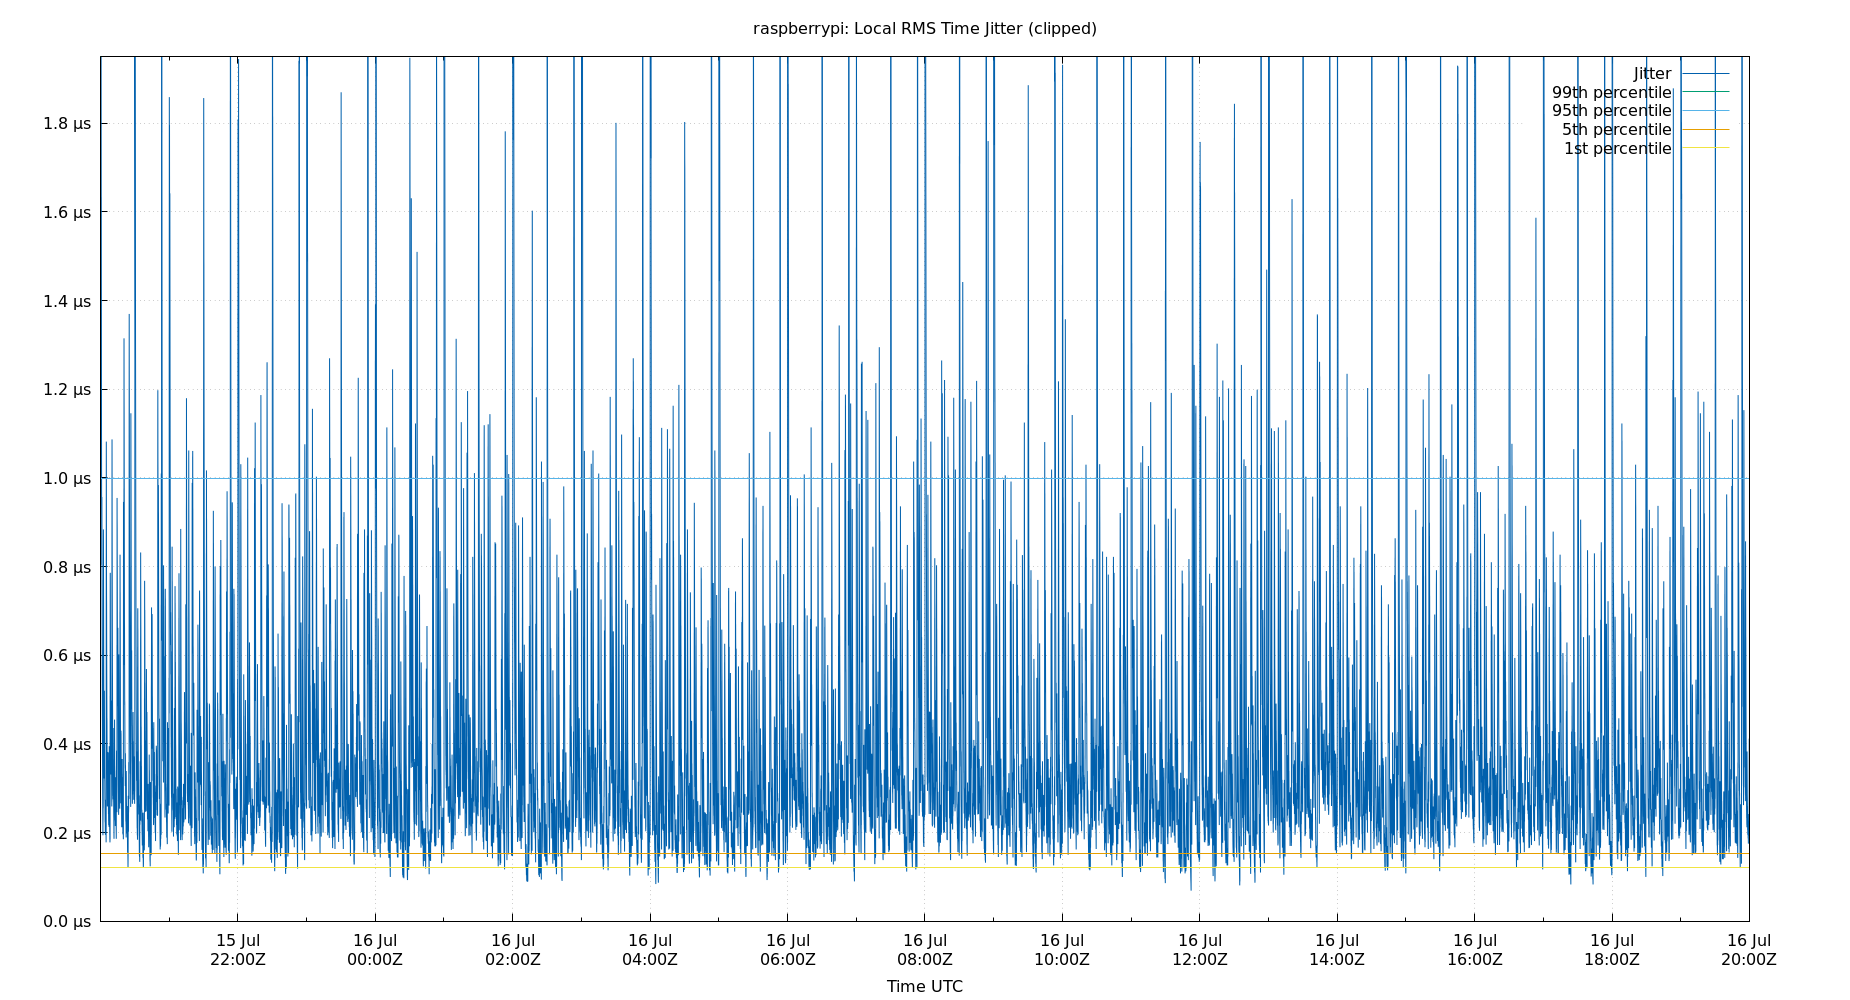 raspberrypi: Local RMS Time Jitter (clipped)
Jitter
99th percentile
95th percentile
5th percentile
1st percentile
1.8 µs
1.6 µs
1.4 µs
1.2 µs
1.0 µs
0.8 µs
0.6 µs
0.4 µs
0.2 µs
0.0 µs
15 Jul 16 Jul 16 Jul 16 Jul 16 Jul 16 Jul 16 Jul 16 Jul 16 Jul 16 Jul 16 Jul 16 Jul
22:00Z 00:00Z 02:00Z 04:00Z 06:00Z 08:00Z 10:00Z 12:00Z 14:00Z 16:00Z 18:00Z 20:00Z
Time UTC